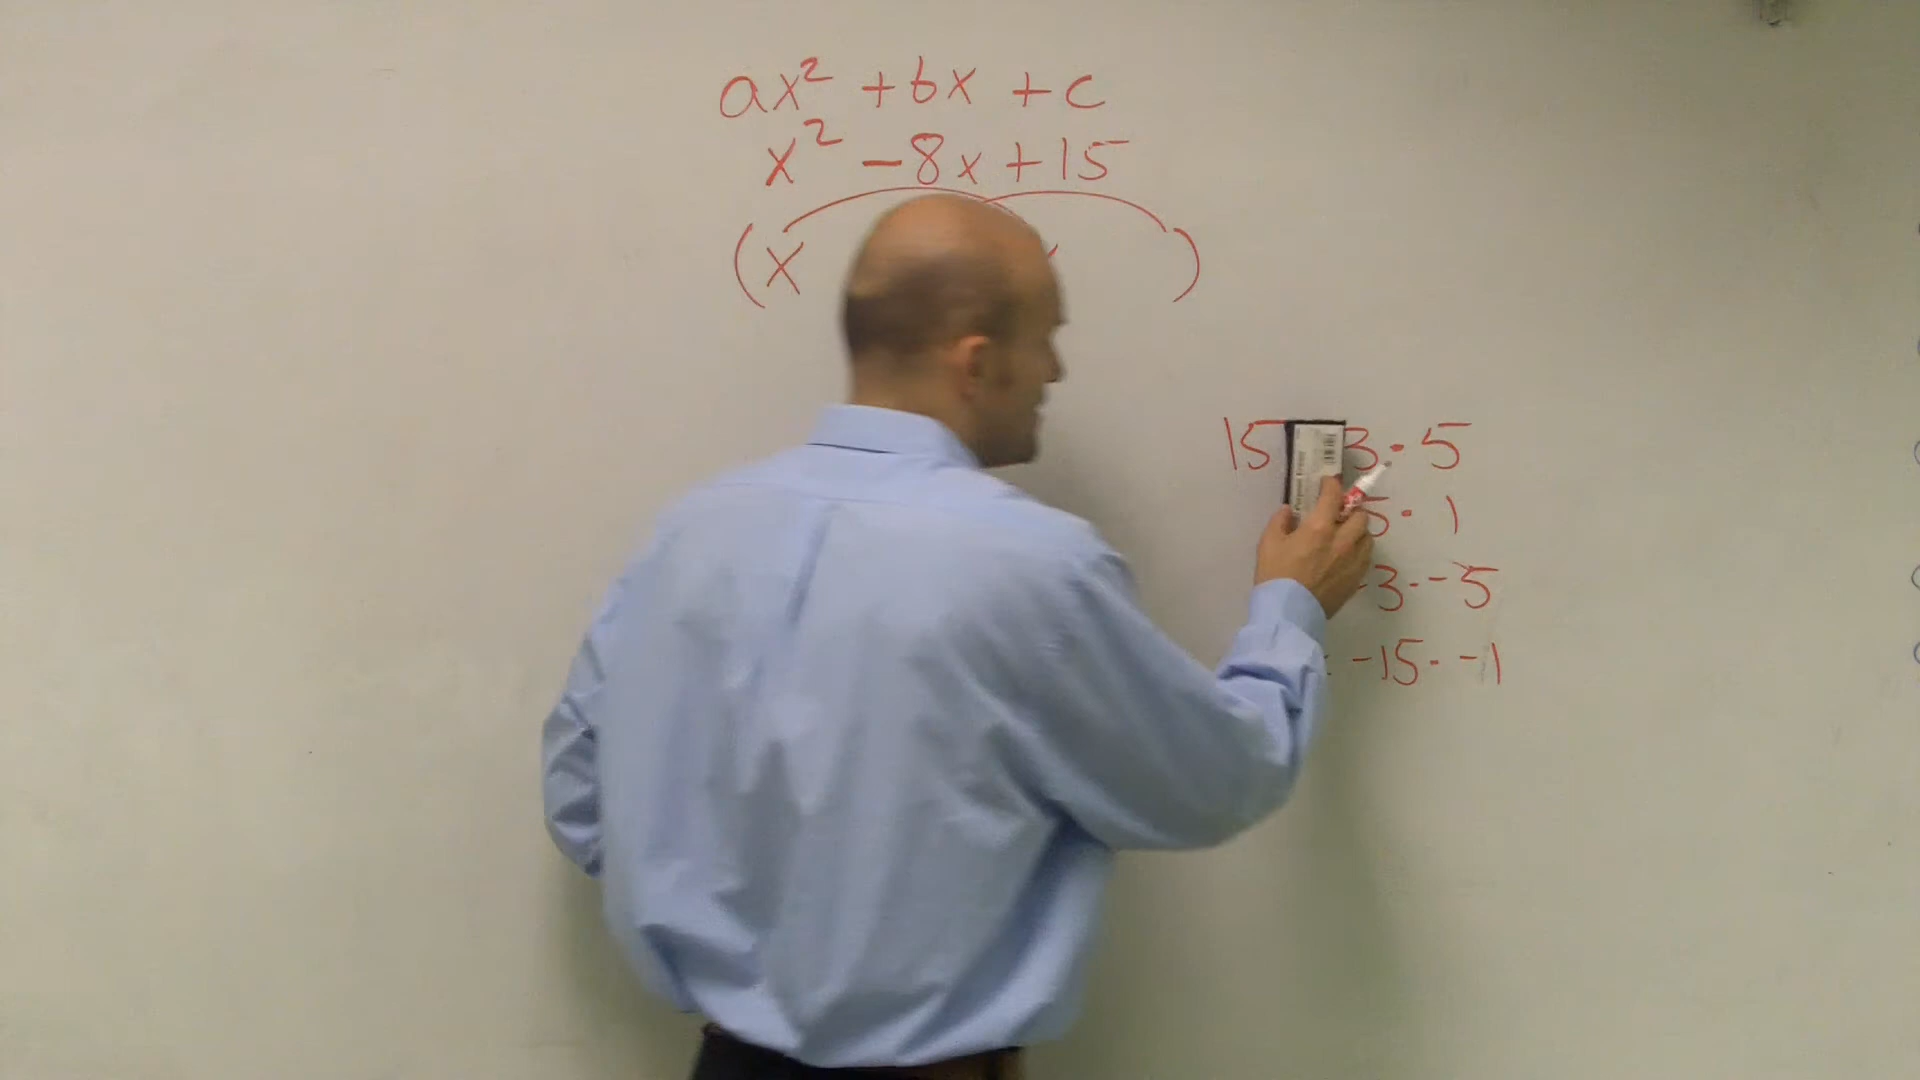 ax² + bx + c
x² - 8x + 15
(x )
15 3 · 5
5 · 1
-3 · -5
-15 · -1